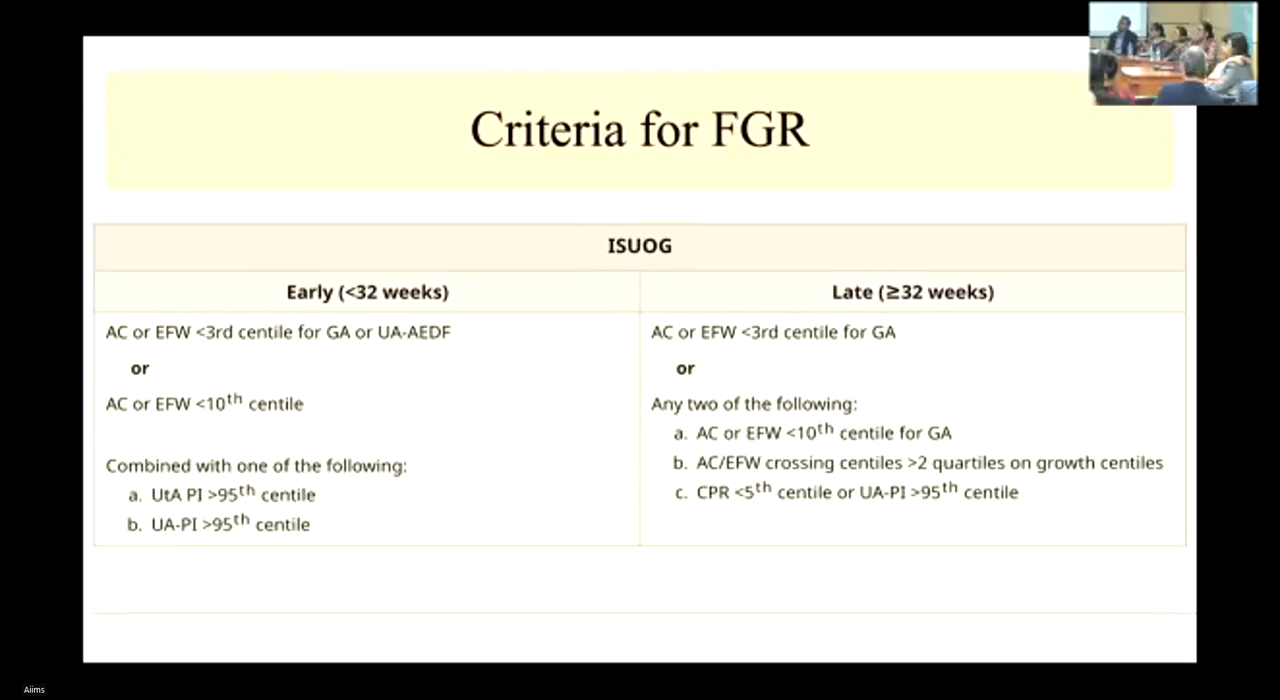 Criteria for FGR
ISUOG
Early (<32 weeks)
Late (≥32 weeks)
AC or EFW <3rd centile for GA or UA-AEDF
or
AC or EFW <10th centile
Combined with one of the following:
a. UtA PI >95th centile
b. UA-PI >95th centile
AC or EFW <3rd centile for GA
or
Any two of the following:
a. AC or EFW <10th centile for GA
b. AC/EFW crossing centiles >2 quartiles on growth centiles
c. CPR <5th centile or UA-PI >95th centile
Aiims